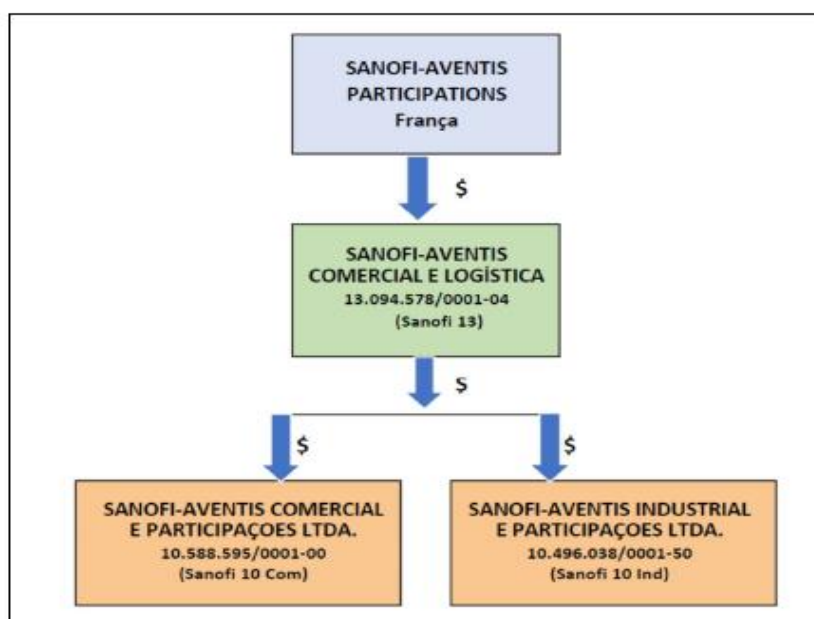 SANOFI-AVENTIS
PARTICIPATIONS
França
$
SANOFI-AVENTIS
COMERCIAL E LOGÍSTICA
13.094.578/0001-04
(Sanofi 13)
$
$
$
SANOFI-AVENTIS COMERCIAL
E PARTICIPAÇOES LTDA.
10.588.595/0001-00
(Sanofi 10 Com)
SANOFI-AVENTIS INDUSTRIAL
E PARTICIPAÇOES LTDA.
10.496.038/0001-50
(Sanofi 10 Ind)